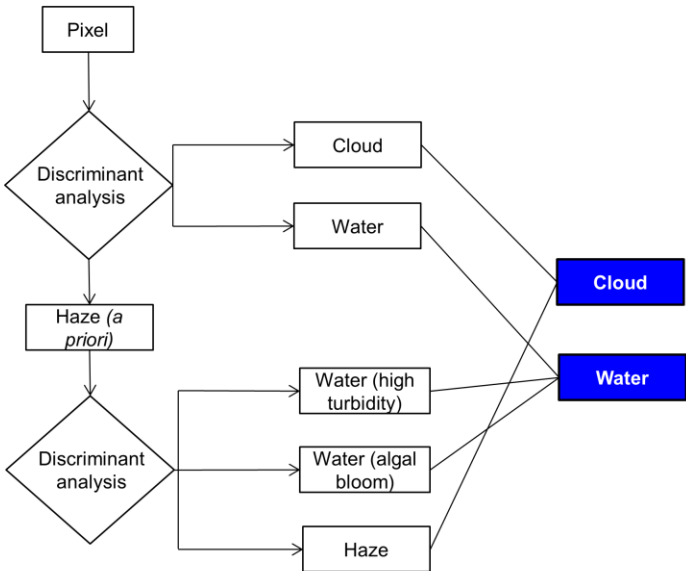 Pixel
Discriminant
analysis
Cloud
Water
Cloud
Haze (a
priori)
Water
Water (high
turbidity)
Discriminant
analysis
Water (algal
bloom)
Haze